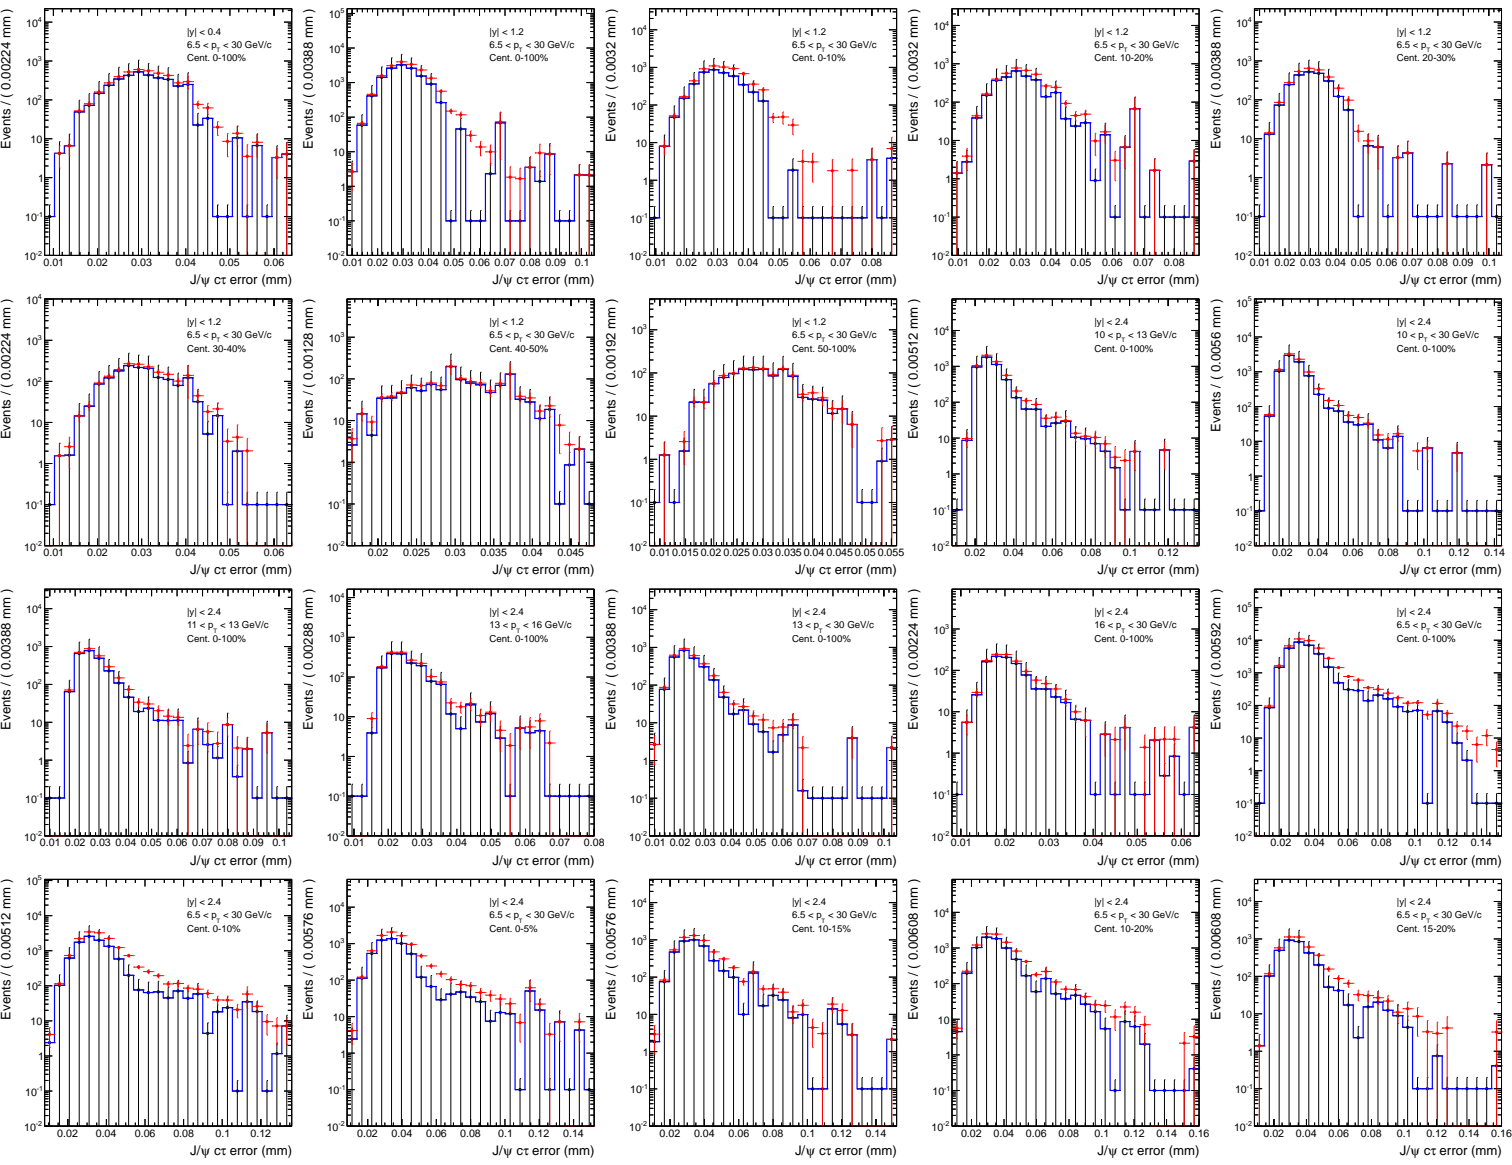 |y| < 0.4
6.5 < p_T < 30 GeV/c
Cent. 0-100%
Events / ( 0.00224 mm )
J/ψ cτ error (mm)
|y| < 1.2
6.5 < p_T < 30 GeV/c
Cent. 0-100%
Events / ( 0.00388 mm )
J/ψ cτ error (mm)
|y| < 1.2
6.5 < p_T < 30 GeV/c
Cent. 0-10%
Events / ( 0.0032 mm )
J/ψ cτ error (mm)
|y| < 1.2
6.5 < p_T < 30 GeV/c
Cent. 10-20%
Events / ( 0.0032 mm )
J/ψ cτ error (mm)
|y| < 1.2
6.5 < p_T < 30 GeV/c
Cent. 20-30%
Events / ( 0.00388 mm )
J/ψ cτ error (mm)
|y| < 1.2
6.5 < p_T < 30 GeV/c
Cent. 30-40%
Events / ( 0.00224 mm )
J/ψ cτ error (mm)
|y| < 1.2
6.5 < p_T < 30 GeV/c
Cent. 40-50%
Events / ( 0.00128 mm )
J/ψ cτ error (mm)
|y| < 1.2
6.5 < p_T < 30 GeV/c
Cent. 50-100%
Events / ( 0.00192 mm )
J/ψ cτ error (mm)
|y| < 2.4
10 < p_T < 13 GeV/c
Cent. 0-100%
Events / ( 0.00512 mm )
J/ψ cτ error (mm)
|y| < 2.4
10 < p_T < 30 GeV/c
Cent. 0-100%
Events / ( 0.0056 mm )
J/ψ cτ error (mm)
|y| < 2.4
11 < p_T < 13 GeV/c
Cent. 0-100%
Events / ( 0.00388 mm )
J/ψ cτ error (mm)
|y| < 2.4
13 < p_T < 16 GeV/c
Cent. 0-100%
Events / ( 0.00288 mm )
J/ψ cτ error (mm)
|y| < 2.4
13 < p_T < 30 GeV/c
Cent. 0-100%
Events / ( 0.00388 mm )
J/ψ cτ error (mm)
|y| < 2.4
16 < p_T < 30 GeV/c
Cent. 0-100%
Events / ( 0.00224 mm )
J/ψ cτ error (mm)
|y| < 2.4
6.5 < p_T < 30 GeV/c
Cent. 0-100%
Events / ( 0.00592 mm )
J/ψ cτ error (mm)
|y| < 2.4
6.5 < p_T < 30 GeV/c
Cent. 0-10%
Events / ( 0.00512 mm )
J/ψ cτ error (mm)
|y| < 2.4
6.5 < p_T < 30 GeV/c
Cent. 0-5%
Events / ( 0.00576 mm )
J/ψ cτ error (mm)
|y| < 2.4
6.5 < p_T < 30 GeV/c
Cent. 10-15%
Events / ( 0.00576 mm )
J/ψ cτ error (mm)
|y| < 2.4
6.5 < p_T < 30 GeV/c
Cent. 10-20%
Events / ( 0.00608 mm )
J/ψ cτ error (mm)
|y| < 2.4
6.5 < p_T < 30 GeV/c
Cent. 15-20%
Events / ( 0.00608 mm )
J/ψ cτ error (mm)